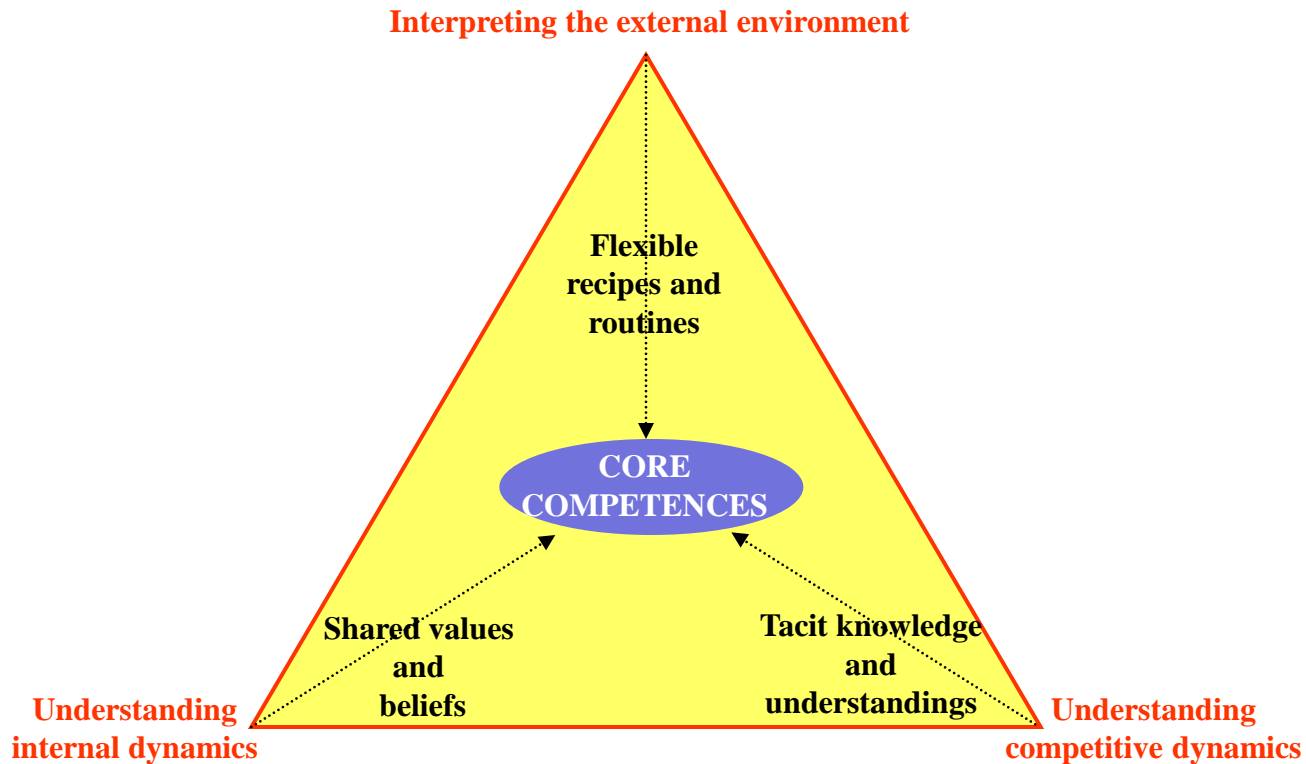 Interpreting the external environment
Flexible
recipes and
routines
CORE
COMPETENCES
Shared values
and
beliefs
Tacit knowledge
and
understandings
Understanding
internal dynamics
Understanding
competitive dynamics